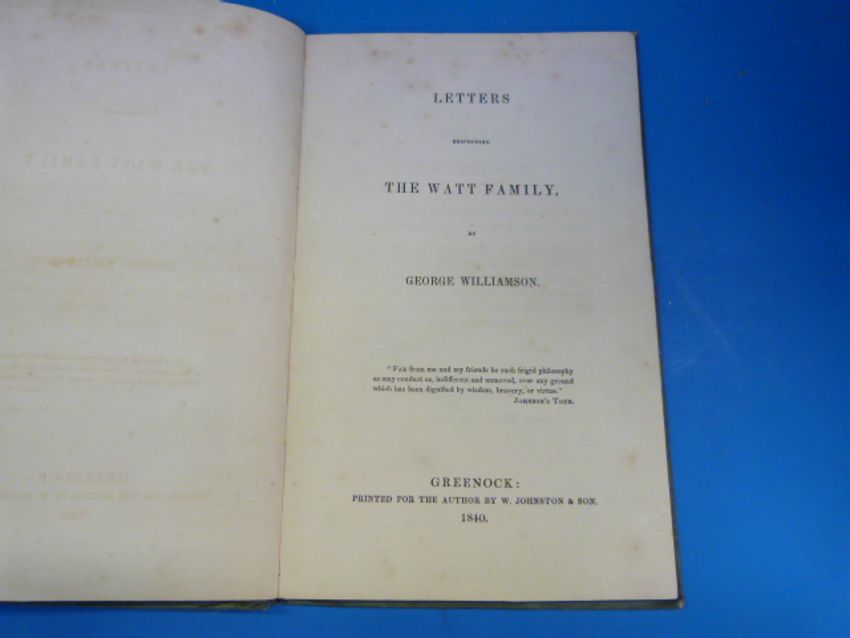 LETTERS
RESPECTING
THE WATT FAMILY.
BY
GEORGE WILLIAMSON.
"FAR from me and my friends be such frigid philosophy
as may conduct us, indifferent and unmoved, over any ground
which has been dignified by wisdom, bravery, or virtue."
JOHNSON'S TOUR.
GREENOCK:
PRINTED FOR THE AUTHOR BY W. JOHNSTON & SON.
1840.